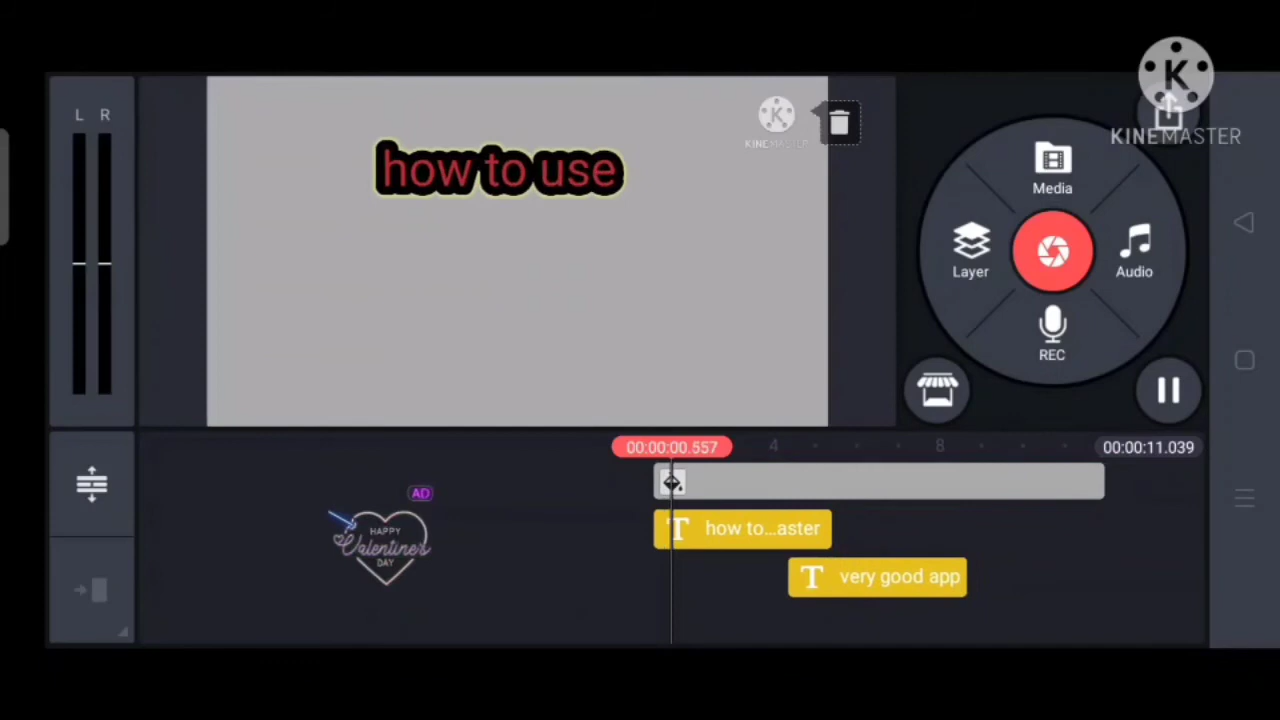 L R
how to use
KINEMASTER
KINEMASTER
Media
Layer
Audio
REC
00:00:00.557
4
8
00:00:11.039
AD
HAPPY
Valentine's
DAY
how to...aster
very good app